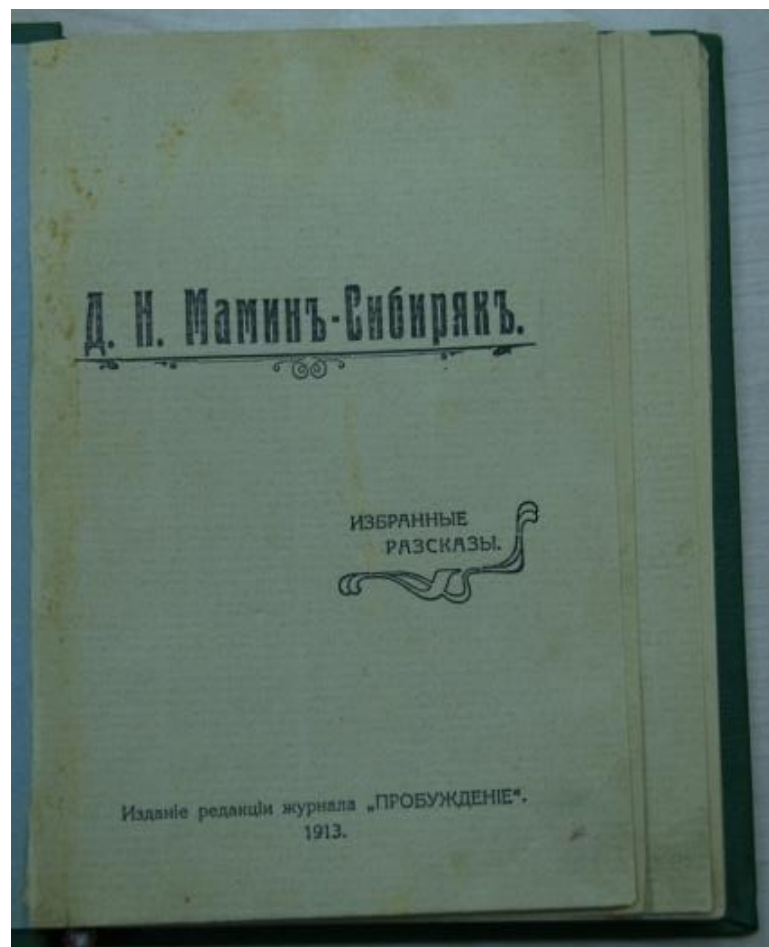 Д. Н. Маминъ-Сибирякъ.
ИЗБРАННЫЕ
РАЗСКАЗЫ.
Изданіе редакціи журнала „ПРОБУЖДЕНІЕ“.
1913.